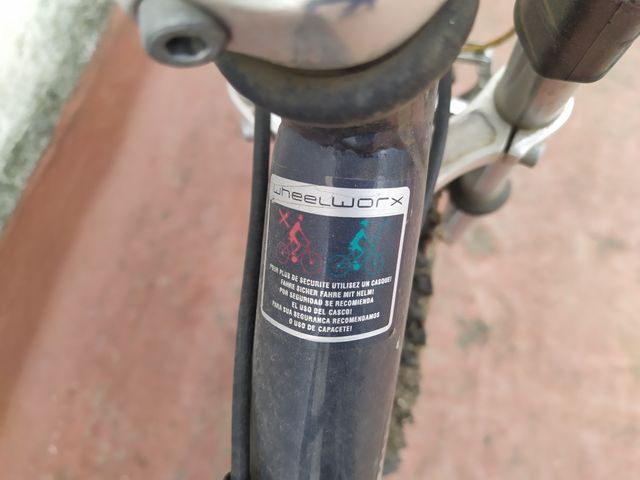 wheelworx
POUR PLUS DE SECURITE UTILISEZ UN CASQUE!
FAHRE SICHER FAHRE MIT HELM!
POR SEGURIDAD SE RECOMIENDA
EL USO DEL CASCO!
PARA SUA SEGURANCA RECOMENDAMOS
O USO DE CAPACETE!